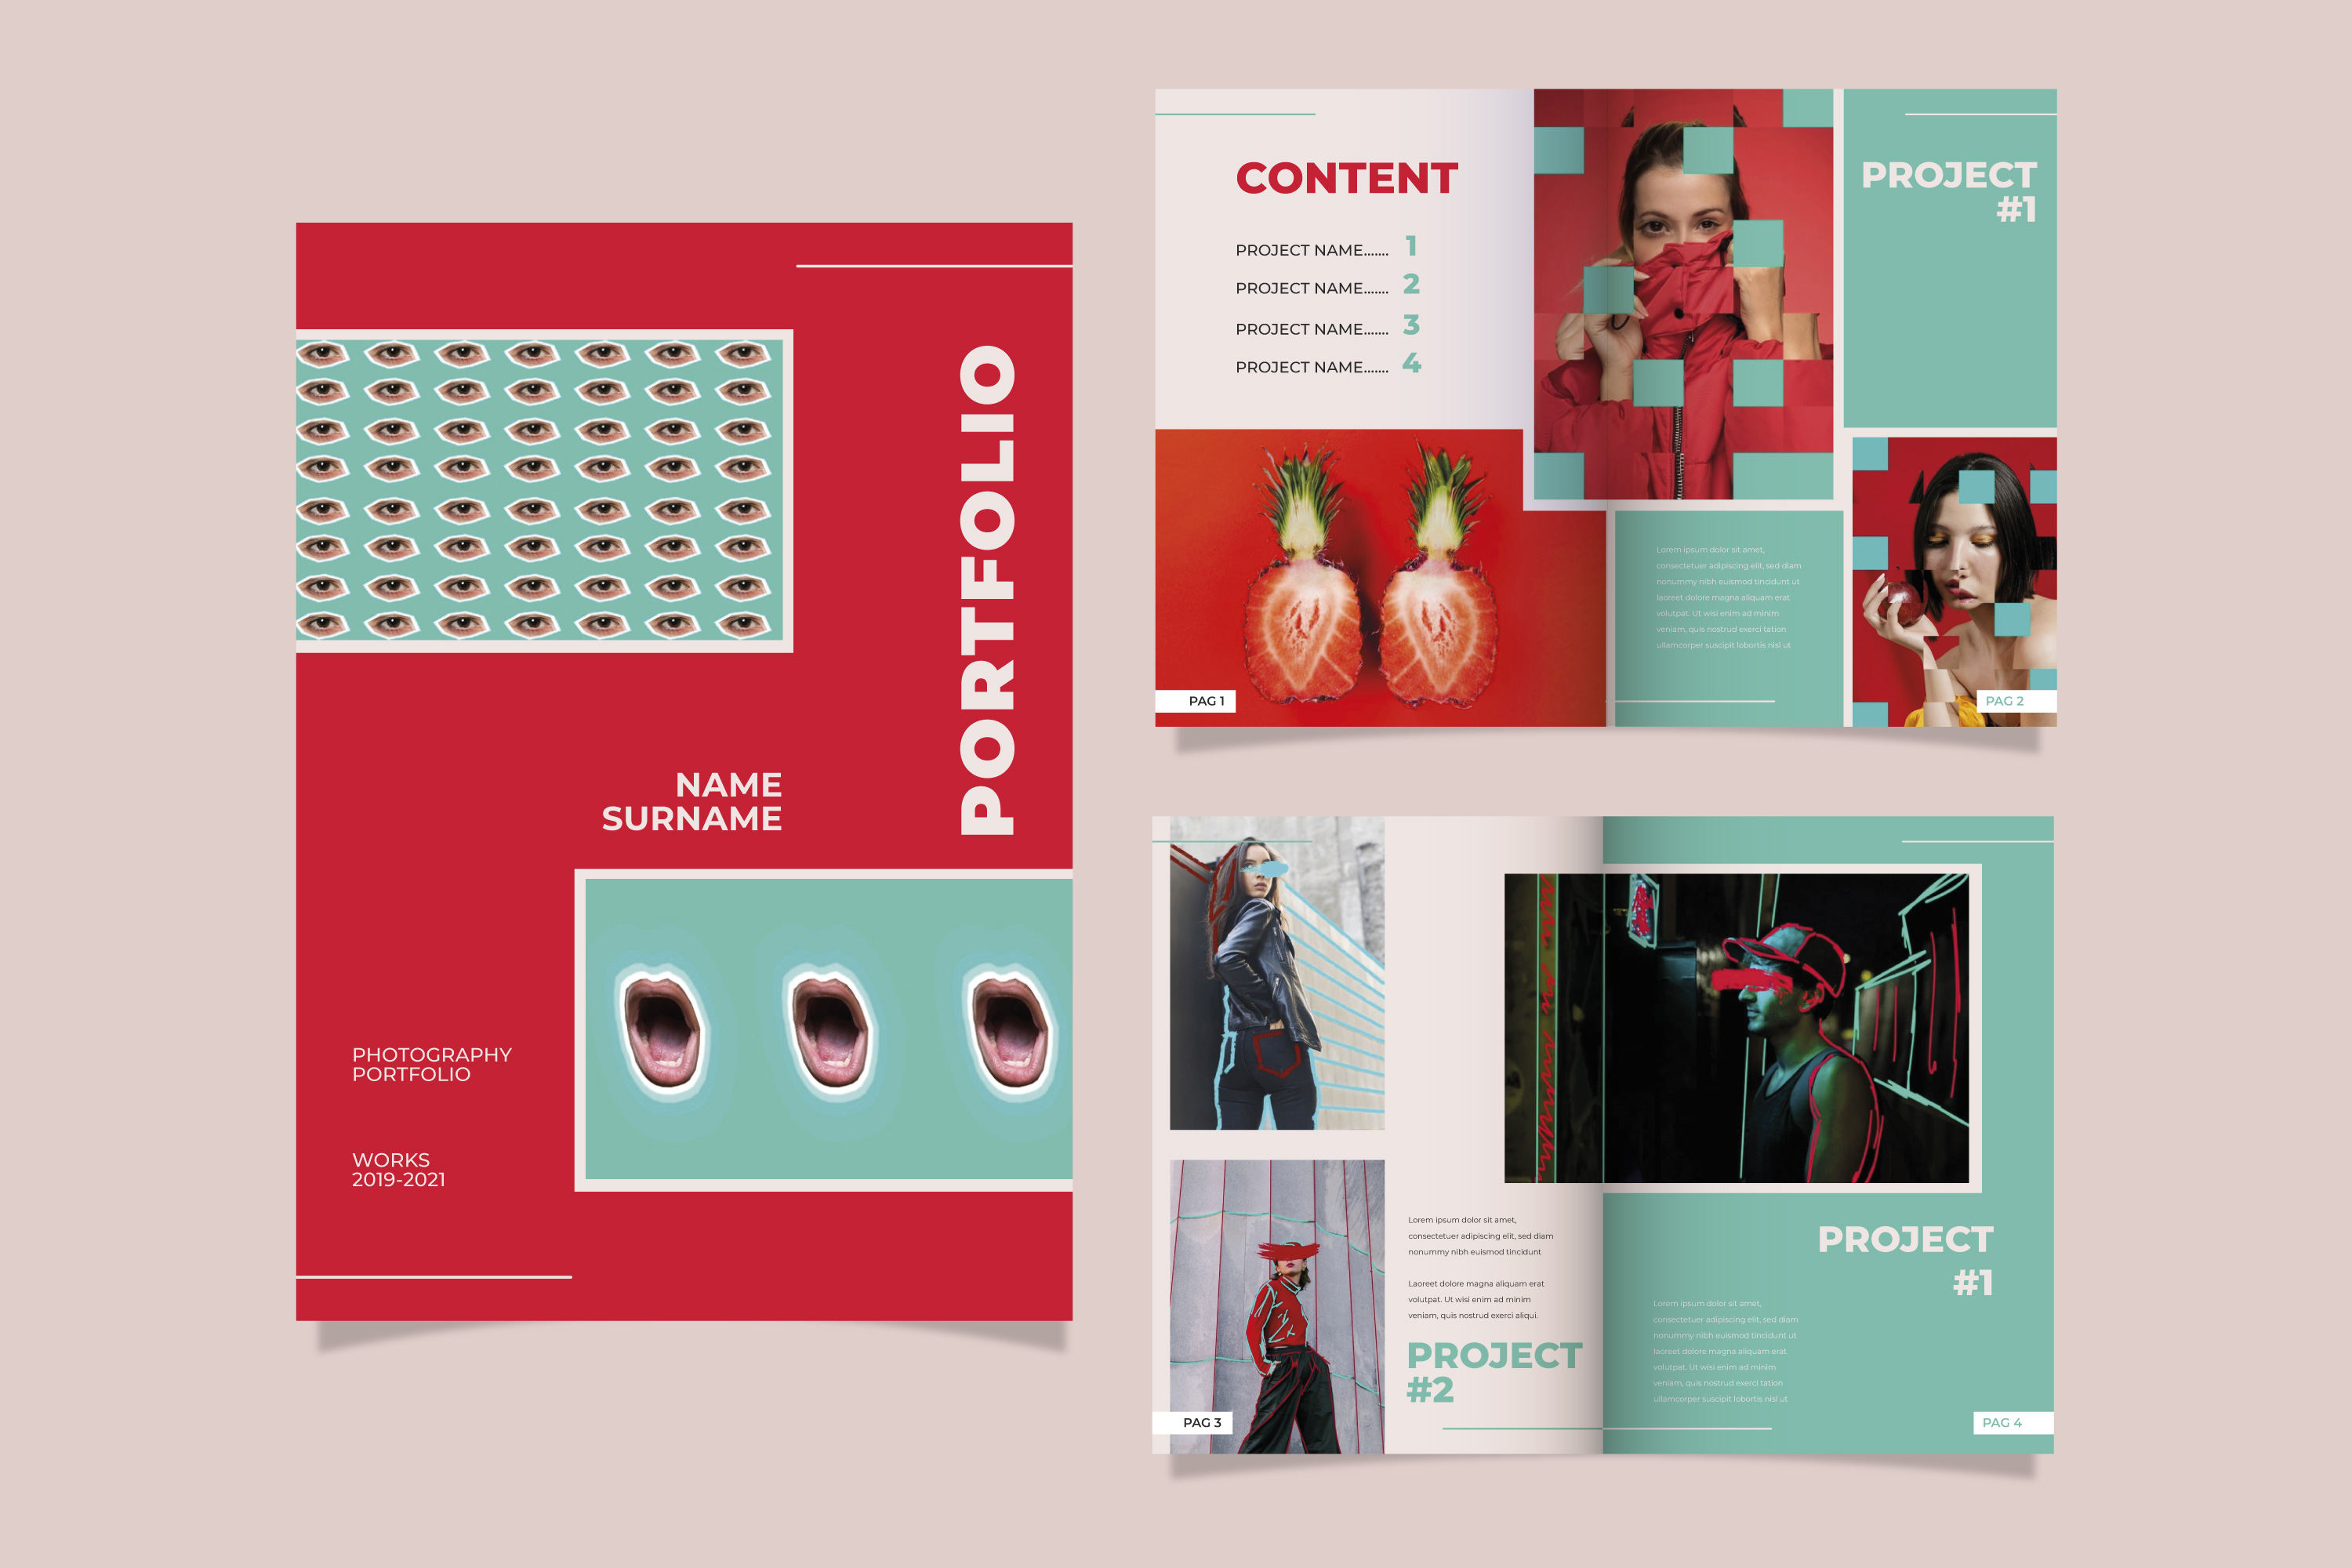 PORTFOLIO
NAME
SURNAME
PHOTOGRAPHY
PORTFOLIO
WORKS
2019-2021
CONTENT
PROJECT NAME....... 1
PROJECT NAME....... 2
PROJECT NAME....... 3
PROJECT NAME....... 4
PAG 1
PROJECT
#1
Lorem ipsum dolor sit amet,
consectetuer adipiscing elit, sed diam
nonummy nibh euismod tincidunt ut
laoreet dolore magna aliquam erat
volutpat. Ut wisi enim ad minim
veniam, quis nostrud exerci tation
ullamcorper suscipit lobortis nisl ut
PAG 2
Lorem ipsum dolor sit amet,
consectetuer adipiscing elit, sed diam
nonummy nibh euismod tincidunt
Laoreet dolore magna aliquam erat
volutpat. Ut wisi enim ad minim
veniam, quis nostrud exerci aliqui.
PROJECT
#2
PAG 3
PROJECT
#1
Lorem ipsum dolor sit amet,
consectetuer adipiscing elit, sed diam
nonummy nibh euismod tincidunt ut
laoreet dolore magna aliquam erat
volutpat. Ut wisi enim ad minim
veniam, quis nostrud exerci tation
ullamcorper suscipit lobortis nisl ut
PAG 4